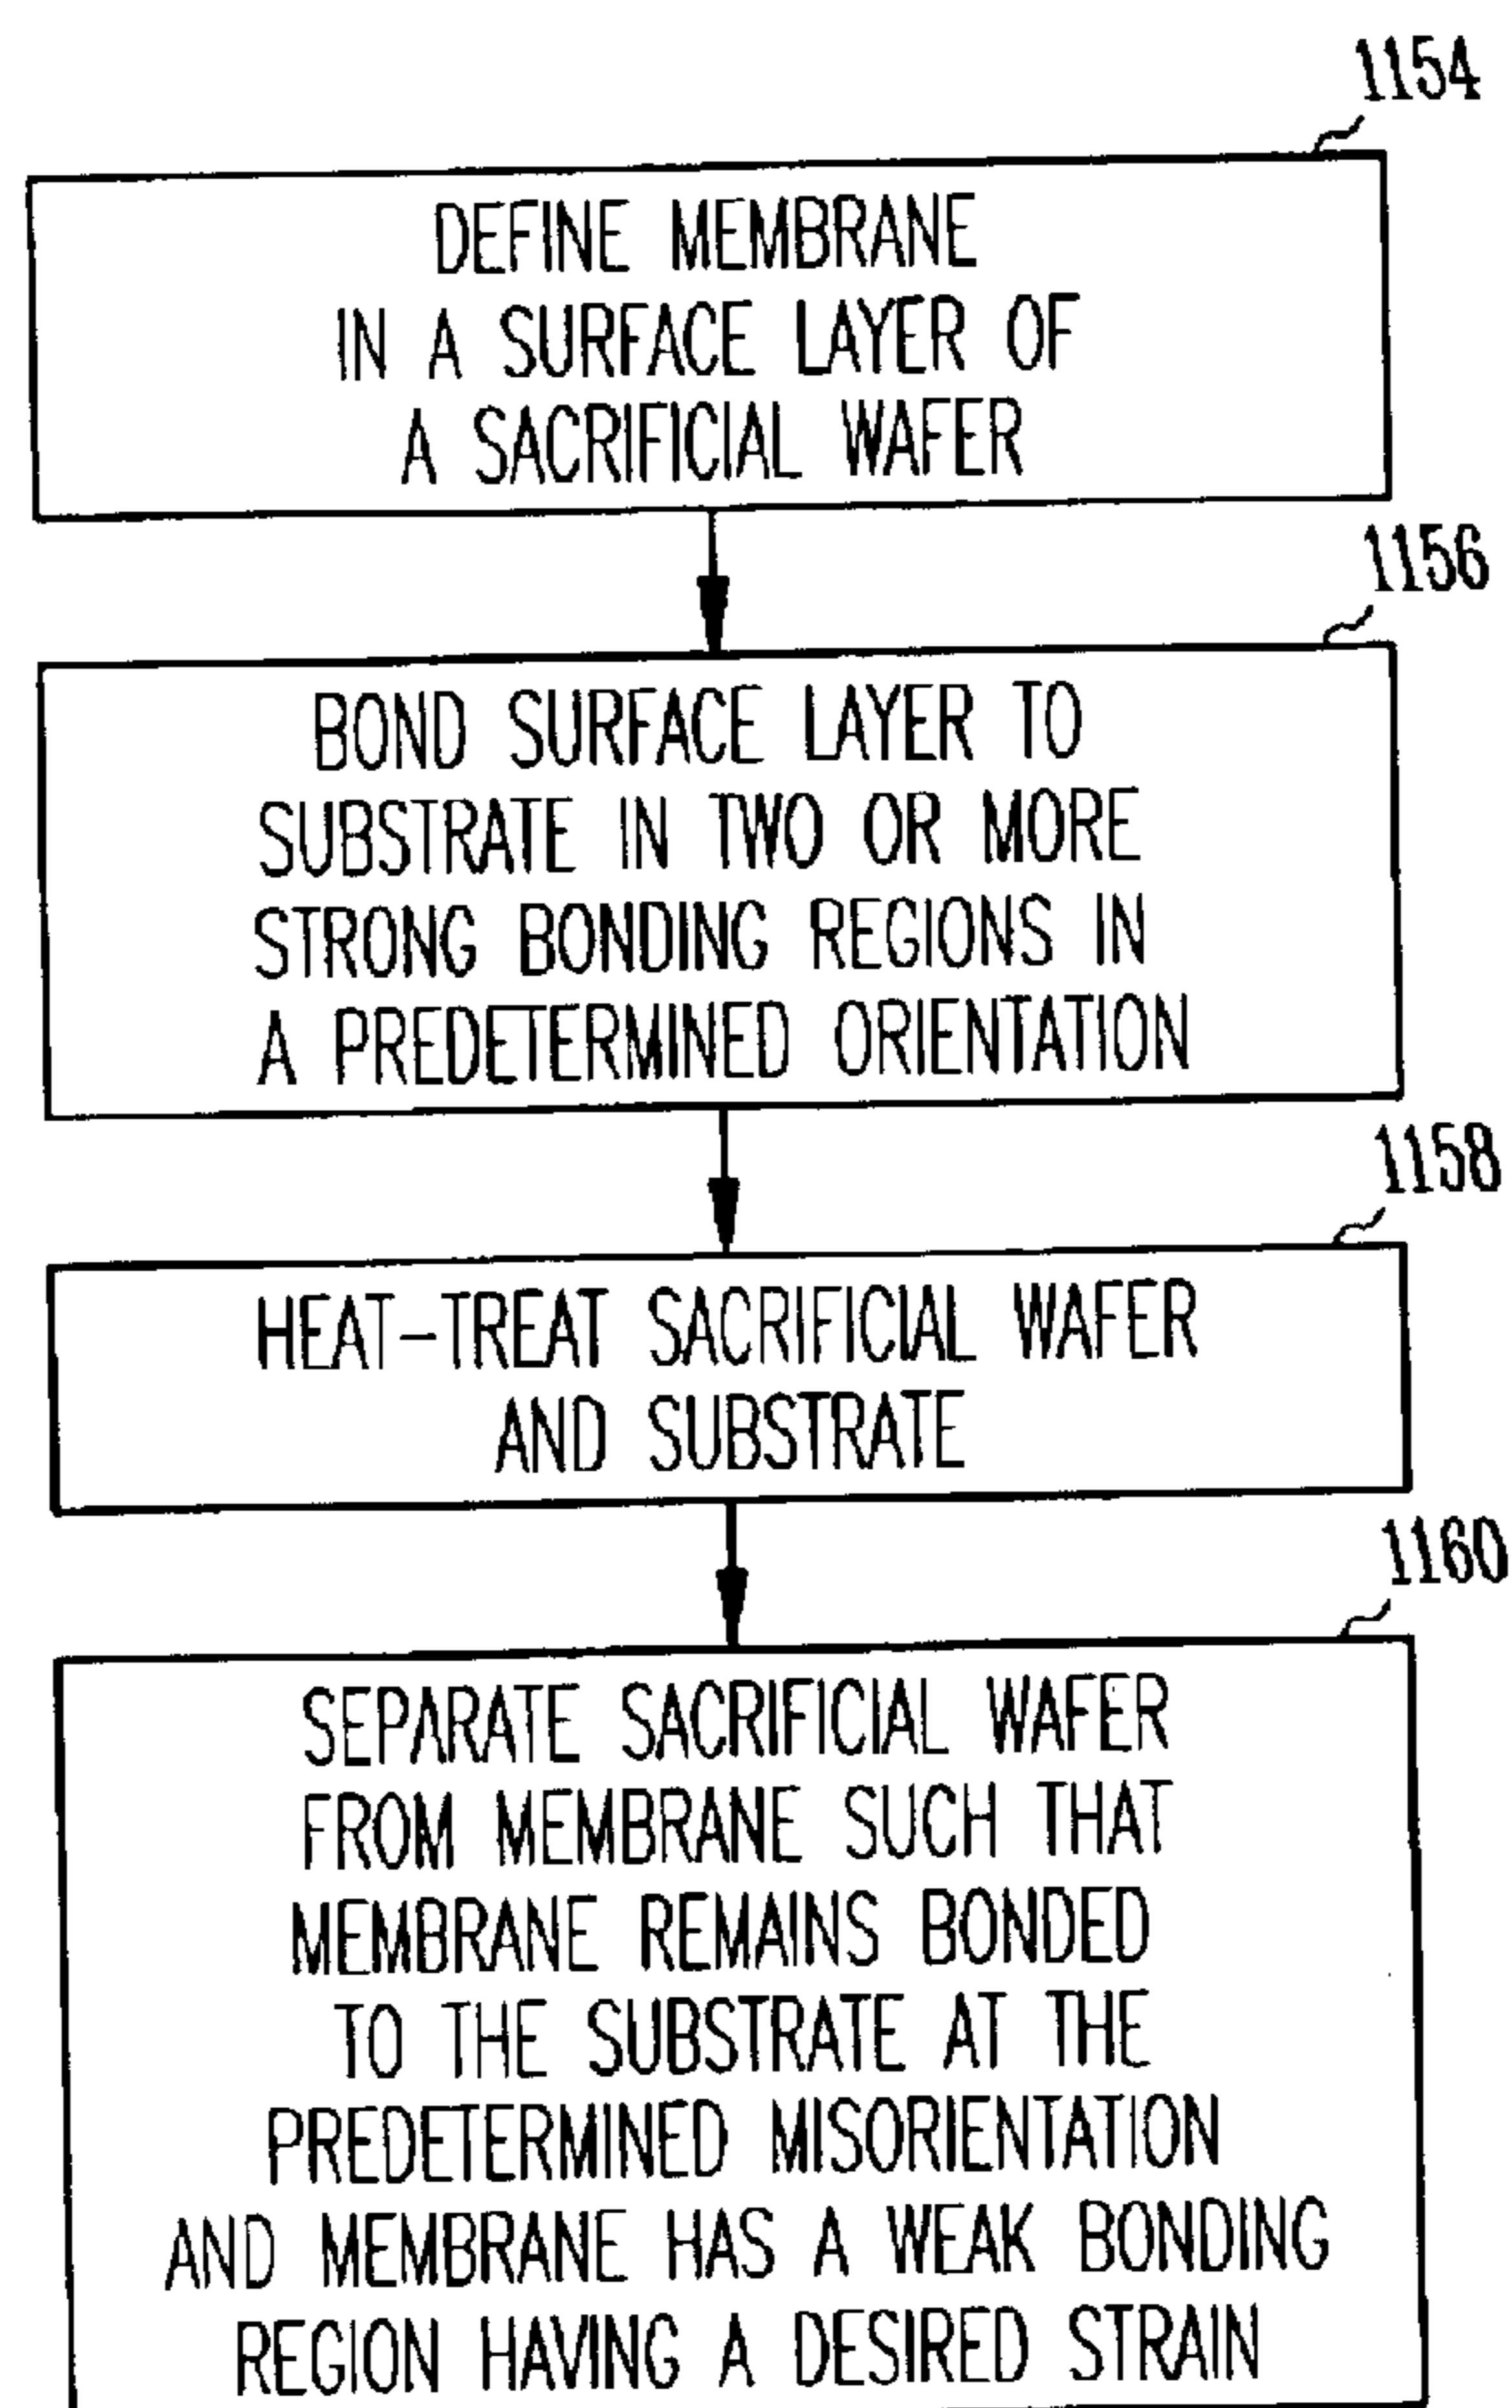 1154
DEFINE MEMBRANE
IN A SURFACE LAYER OF
A SACRIFICIAL WAFER
1156
BOND SURFACE LAYER TO
SUBSTRATE IN TWO OR MORE
STRONG BONDING REGIONS IN
A PREDETERMINED ORIENTATION
1158
HEAT-TREAT SACRIFICIAL WAFER
AND SUBSTRATE
1160
SEPARATE SACRIFICIAL WAFER
FROM MEMBRANE SUCH THAT
MEMBRANE REMAINS BONDED
TO THE SUBSTRATE AT THE
PREDETERMINED MISORIENTATION
AND MEMBRANE HAS A WEAK BONDING
REGION HAVING A DESIRED STRAIN